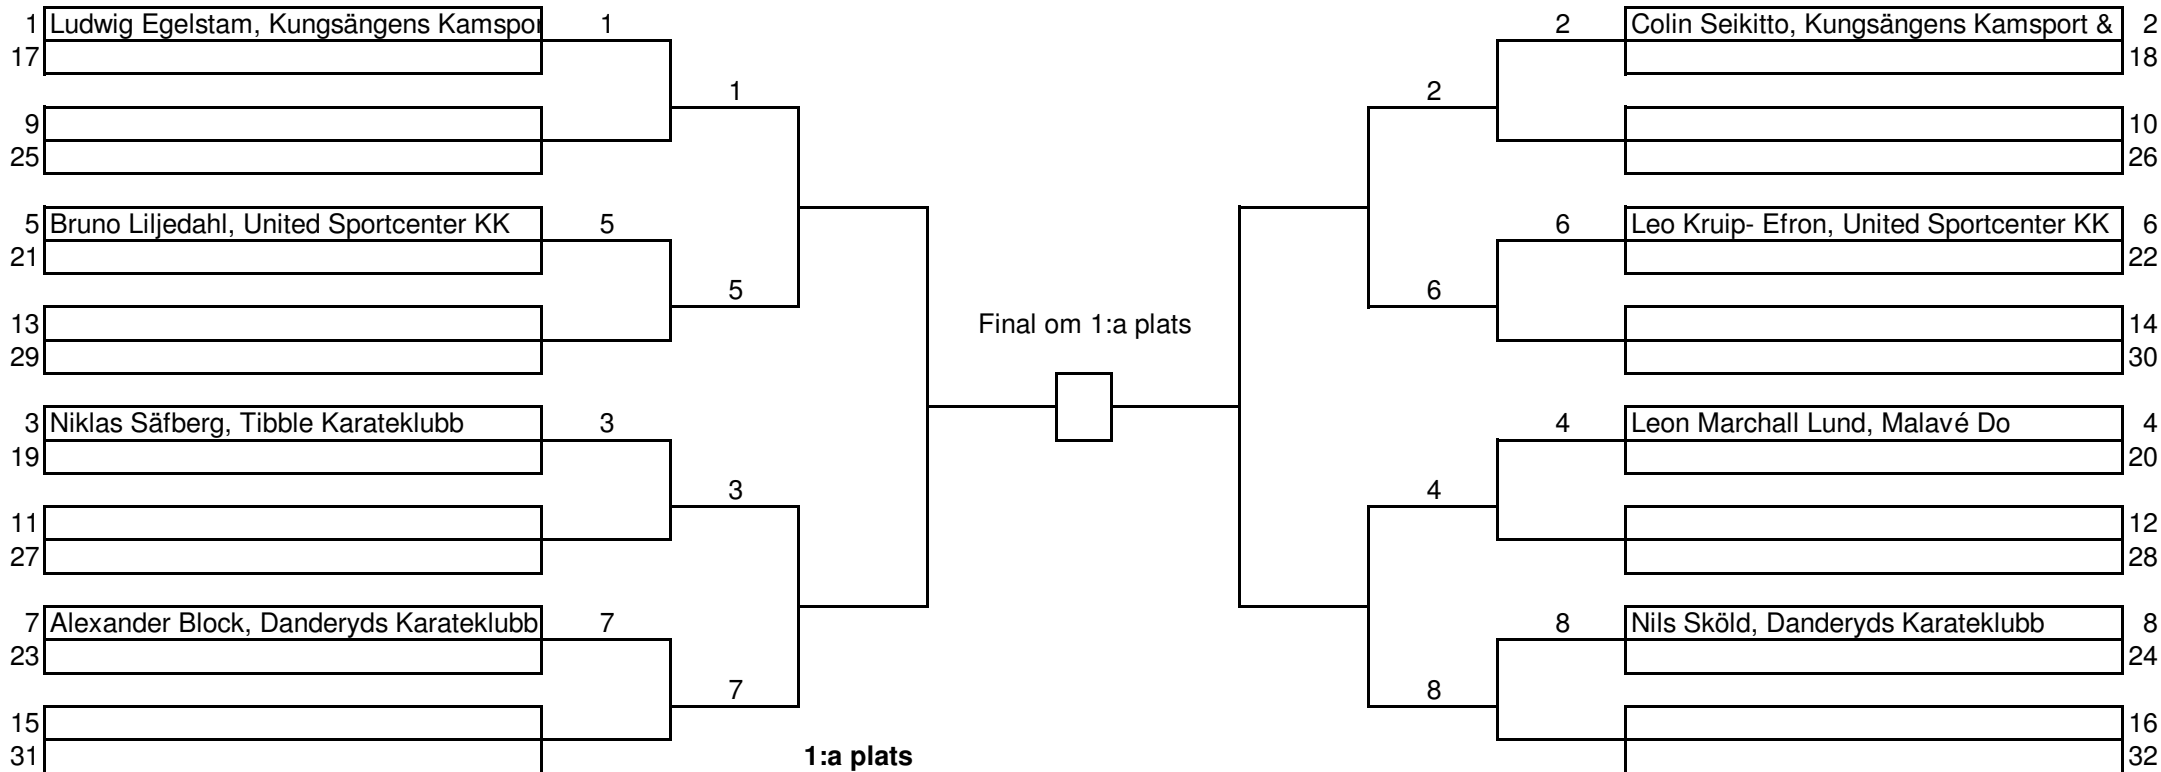 1 Ludwig Egelstam, Kungsängens Kamspor 1 2 Colin Seikitto, Kungsängens Kamsport & 2
17 18
1 2
9 10
25 26
5 Bruno Liljedahl, United Sportcenter KK 5 6 Leo Kruip- Efron, United Sportcenter KK 6
21 22
5 6
13 Final om 1:a plats 14
29 30
3 Niklas Säfberg, Tibble Karateklubb 3 4 Leon Marchall Lund, Malavé Do 4
19 20
3 4
11 12
27 28
7 Alexander Block, Danderyds Karateklubb 7 8 Nils Sköld, Danderyds Karateklubb 8
23 24
7 8
15 16
31 1:a plats 32